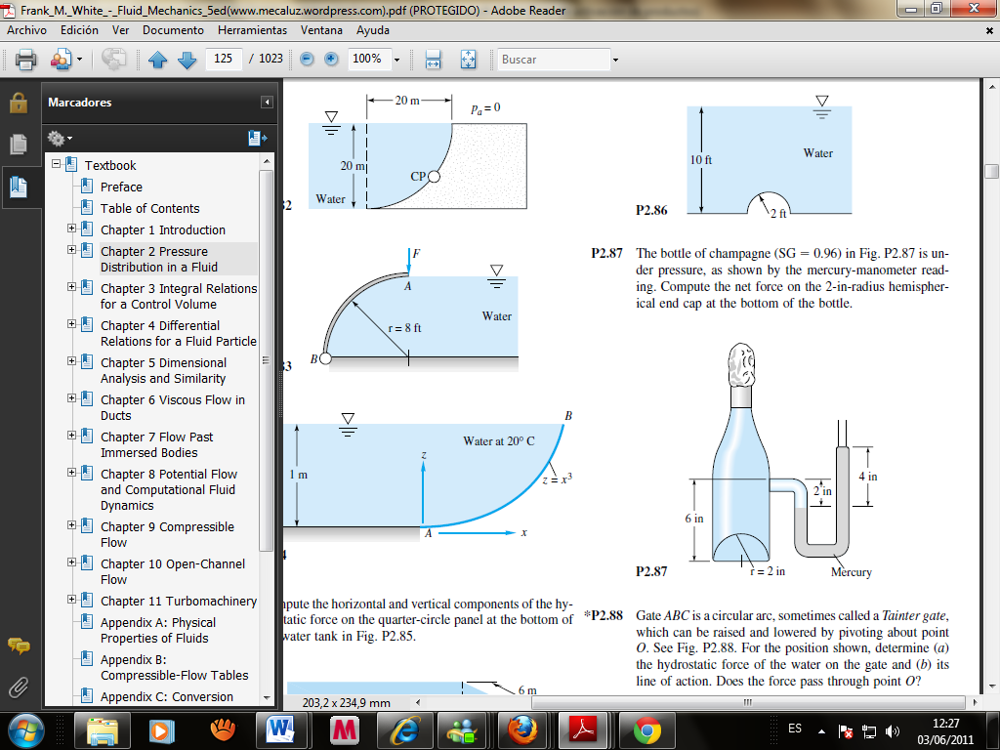 Frank_M._White_-_Fluid_Mechanics_5ed(www.mecaluz.wordpress.com).pdf (PROTEGIDO) - Adobe Reader
Archivo Edición Ver Documento Herramientas Ventana Ayuda
125 / 1023 100% Buscar
Marcadores
Textbook
Preface
Table of Contents
Chapter 1 Introduction
Chapter 2 Pressure
Distribution in a Fluid
Chapter 3 Integral Relations
for a Control Volume
Chapter 4 Differential
Relations for a Fluid Particle
Chapter 5 Dimensional
Analysis and Similarity
Chapter 6 Viscous Flow in
Ducts
Chapter 7 Flow Past
Immersed Bodies
Chapter 8 Potential Flow
and Computational Fluid
Dynamics
Chapter 9 Compressible
Flow
Chapter 10 Open-Channel
Flow
Chapter 11 Turbomachinery
Appendix A: Physical
Properties of Fluids
Appendix B:
Compressible-Flow Tables
Appendix C: Conversion
20 m
pa = 0
20 m
CP
Water
32
F
A
Water
r = 8 ft
B
33
B
Water at 20° C
z
1 m
z = x³
A
x
4
npute the horizontal and vertical components of the hy-
tatic force on the quarter-circle panel at the bottom of
water tank in Fig. P2.85.
6 m
10 ft
Water
P2.86
2 ft
P2.87 The bottle of champagne (SG = 0.96) in Fig. P2.87 is un-
der pressure, as shown by the mercury-manometer read-
ing. Compute the net force on the 2-in-radius hemispher-
ical end cap at the bottom of the bottle.
4 in
2 in
6 in
P2.87
r = 2 in
Mercury
*P2.88 Gate ABC is a circular arc, sometimes called a Tainter gate,
which can be raised and lowered by pivoting about point
O. See Fig. P2.88. For the position shown, determine (a)
the hydrostatic force of the water on the gate and (b) its
line of action. Does the force pass through point O?
203,2 x 234,9 mm
ES
12:27
03/06/2011